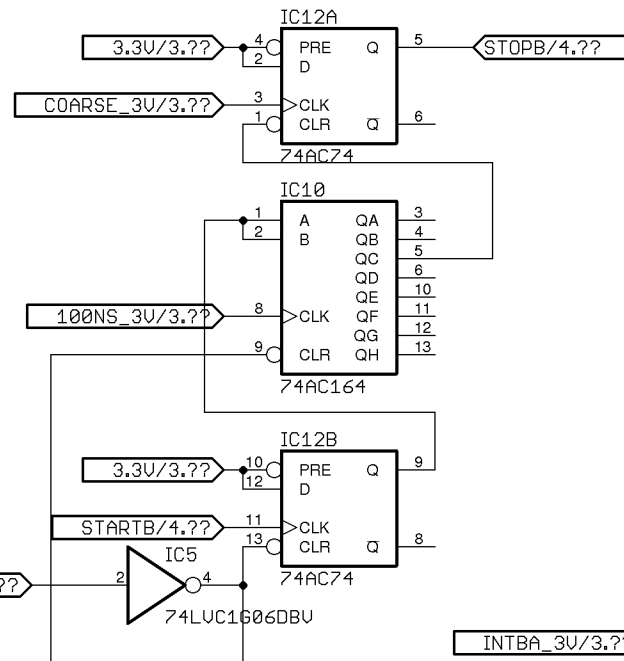 IC12A
3.3V/3.?? 4 PRE Q 5 STOPB/4.??
2 D
COARSE_3V/3.?? 3 CLK
1 CLR Q 6
74AC74
IC10
1 A QA 3
2 B QB 4
QC 5
QD 6
QE 10
100NS_3V/3.?? 8 CLK QF 11
QG 12
9 CLR QH 13
74AC164
IC12B
3.3V/3.?? 10 PRE Q 9
12 D
STARTB/4.?? 11 CLK
13 CLR Q 8
IC5
74AC74
?? 2 4
74LVC1G06DBV
INTBA_3V/3.??